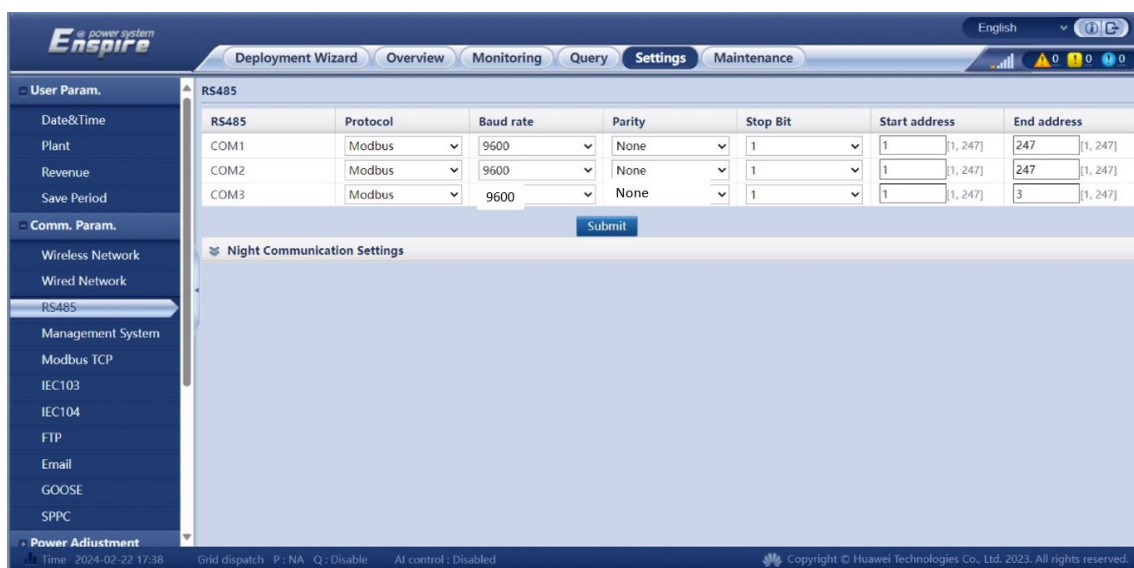 Enspire e power system
English
Deployment Wizard Overview Monitoring Query Settings Maintenance
0 0 0
User Param.
Date&Time
Plant
Revenue
Save Period
Comm. Param.
Wireless Network
Wired Network
RS485
Management System
Modbus TCP
IEC103
IEC104
FTP
Email
GOOSE
SPPC
Power Adjustment
RS485
RS485 Protocol Baud rate Parity Stop Bit Start address End address
COM1 Modbus 9600 None 1 1 [1, 247] 247 [1, 247]
COM2 Modbus 9600 None 1 1 [1, 247] 247 [1, 247]
COM3 Modbus 9600 None 1 1 [1, 247] 3 [1, 247]
Submit
Night Communication Settings
Time 2024-02-22 17:38 Grid dispatch P : NA Q : Disable AI control : Disabled Copyright © Huawei Technologies Co., Ltd. 2023. All rights reserved.